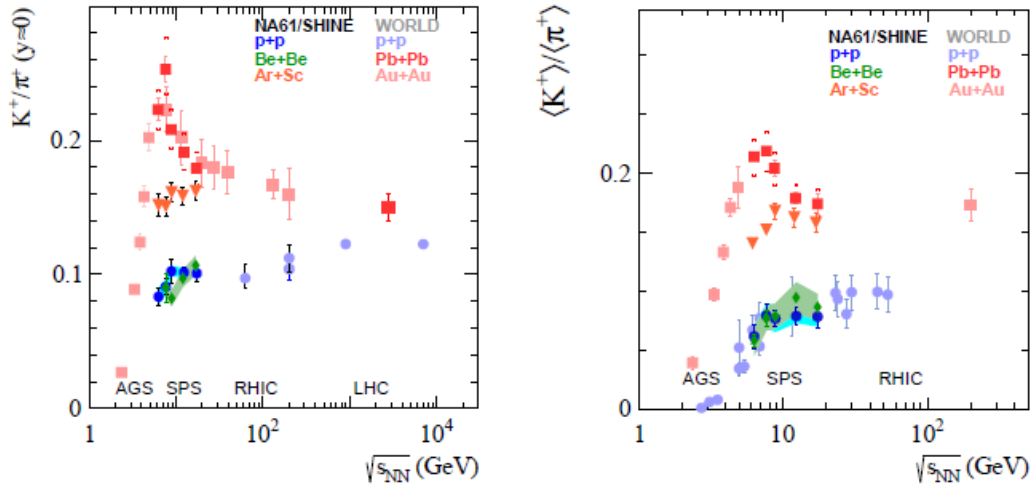 K⁺/π⁺ (y≈0)
NA61/SHINE WORLD
p+p p+p
Be+Be Pb+Pb
Ar+Sc Au+Au
0.2
0.1
0
AGS SPS RHIC LHC
1 10 10² 10⁴
√sNN (GeV)
⟨K⁺⟩/⟨π⁺⟩
NA61/SHINE WORLD
p+p p+p
Be+Be Pb+Pb
Ar+Sc Au+Au
0.2
0
AGS SPS RHIC
1 10 10²
√sNN (GeV)